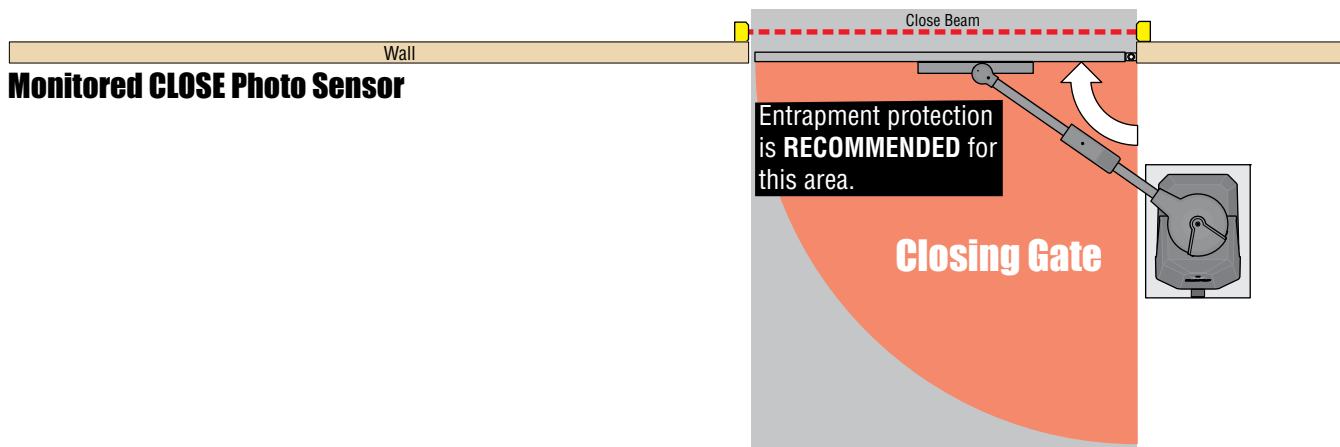 Close Beam
Wall
Monitored CLOSE Photo Sensor
Entrapment protection
is RECOMMENDED for
this area.
Closing Gate